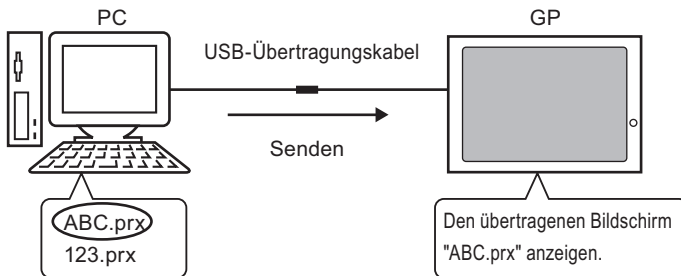 PC
GP
USB-Übertragungskabel
Senden
ABC.prx
123.prx
Den übertragenen Bildschirm
"ABC.prx" anzeigen.